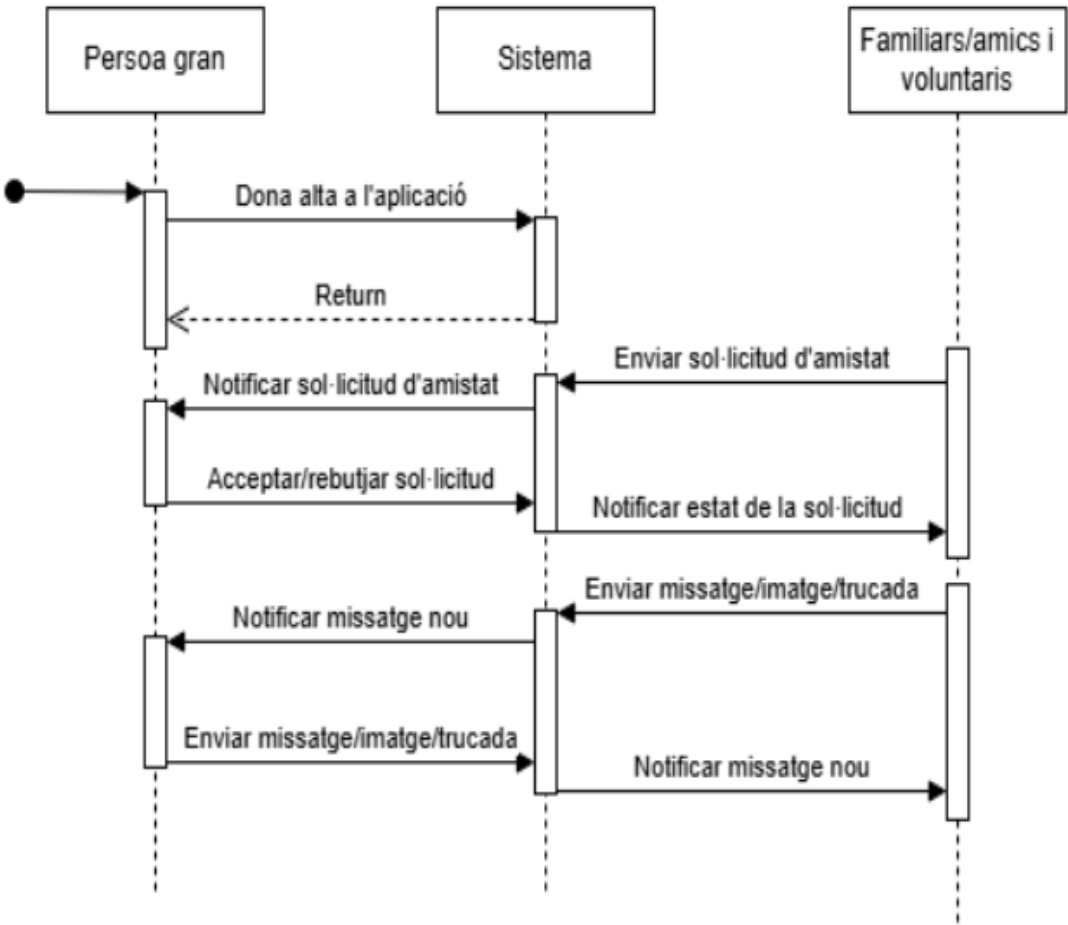 Persoa gran
Sistema
Familiars/amics i
voluntaris
Dona alta a l'aplicació
Return
Enviar sol·licitud d'amistat
Notificar sol·licitud d'amistat
Acceptar/rebutjar sol·licitud
Notificar estat de la sol·licitud
Enviar missatge/imatge/trucada
Notificar missatge nou
Enviar missatge/imatge/trucada
Notificar missatge nou